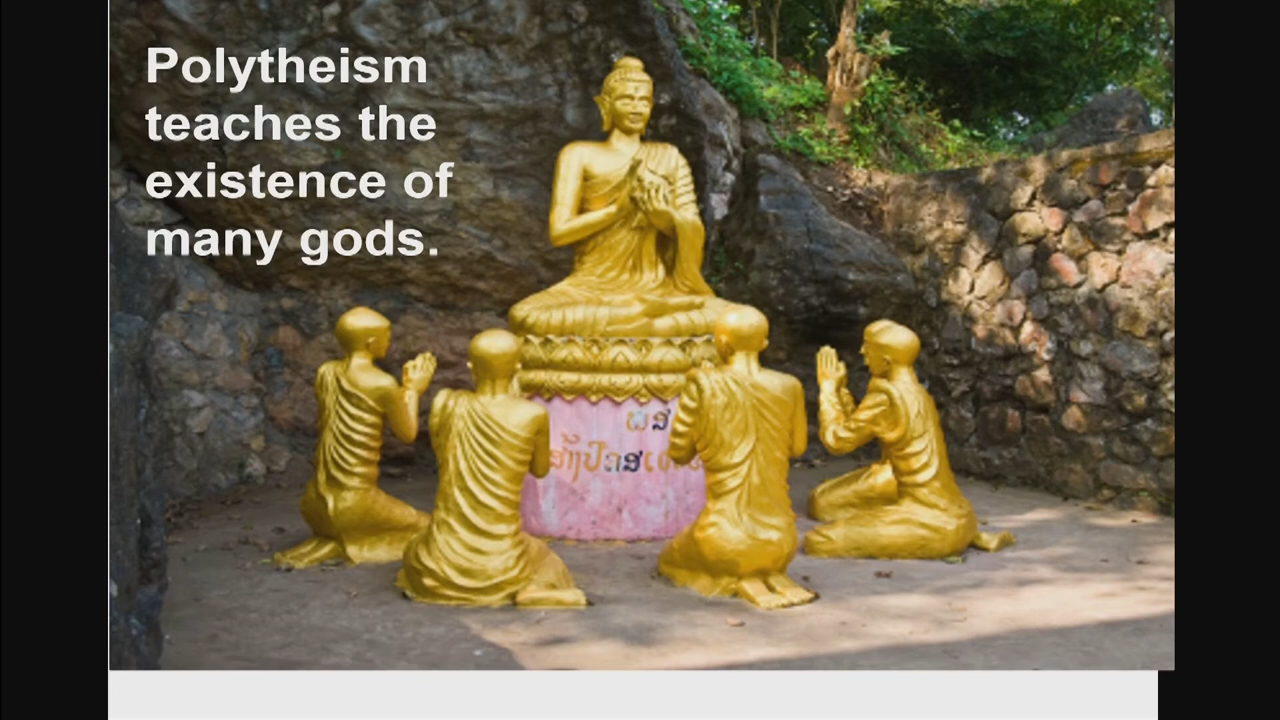 Polytheism
teaches the
existence of
many gods.